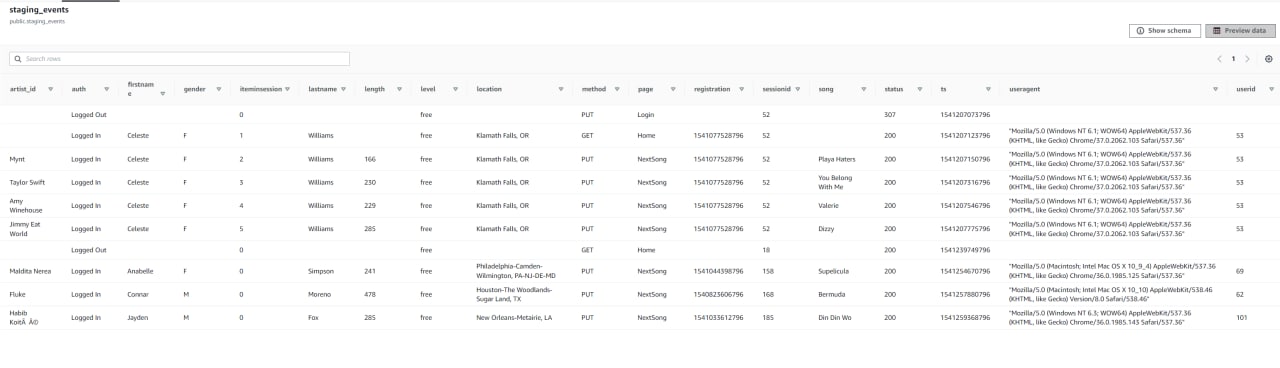 staging_events
public.staging_events
Show schema
Preview data
Search rows
1
artist_id auth firstnam e gender iteminsession lastname length level location method page registration sessionid song status ts useragent userid
Logged Out 0 free PUT Login 52 307 1541207073796
Logged In Celeste F 1 Williams free Klamath Falls, OR GET Home 1541077528796 52 200 1541207123796 "Mozilla/5.0 (Windows NT 6.1; WOW64) AppleWebKit/537.36 53
(KHTML, like Gecko) Chrome/37.0.2062.103 Safari/537.36"
Mynt Logged In Celeste F 2 Williams 166 free Klamath Falls, OR PUT NextSong 1541077528796 52 Playa Haters 200 1541207150796 "Mozilla/5.0 (Windows NT 6.1; WOW64) AppleWebKit/537.36 53
(KHTML, like Gecko) Chrome/37.0.2062.103 Safari/537.36"
Taylor Swift Logged In Celeste F 3 Williams 230 free Klamath Falls, OR PUT NextSong 1541077528796 52 You Belong 200 1541207316796 "Mozilla/5.0 (Windows NT 6.1; WOW64) AppleWebKit/537.36 53
With Me (KHTML, like Gecko) Chrome/37.0.2062.103 Safari/537.36"
Amy Logged In Celeste F 4 Williams 229 free Klamath Falls, OR PUT NextSong 1541077528796 52 Valerie 200 1541207546796 "Mozilla/5.0 (Windows NT 6.1; WOW64) AppleWebKit/537.36 53
Winehouse (KHTML, like Gecko) Chrome/37.0.2062.103 Safari/537.36"
Jimmy Eat Logged In Celeste F 5 Williams 285 free Klamath Falls, OR PUT NextSong 1541077528796 52 Dizzy 200 1541207775796 "Mozilla/5.0 (Windows NT 6.1; WOW64) AppleWebKit/537.36 53
World (KHTML, like Gecko) Chrome/37.0.2062.103 Safari/537.36"
Logged Out 0 free GET Home 18 200 1541239749796
Maldita Nerea Logged In Anabelle F 0 Simpson 241 free Philadelphia-Camden- PUT NextSong 1541044398796 158 Supelicula 200 1541254670796 "Mozilla/5.0 (Macintosh; Intel Mac OS X 10_9_4) AppleWebKit/537.36 69
Wilmington, PA-NJ-DE-MD (KHTML, like Gecko) Chrome/36.0.1985.125 Safari/537.36"
Fluke Logged In Connar M 0 Moreno 478 free Houston-The Woodlands- PUT NextSong 1540823606796 168 Bermuda 200 1541257880796 "Mozilla/5.0 (Macintosh; Intel Mac OS X 10_10) AppleWebKit/538.46 62
Sugar Land, TX (KHTML, like Gecko) Version/8.0 Safari/538.46"
Habib Logged In Jayden M 0 Fox 285 free New Orleans-Metairie, LA PUT NextSong 1541033612796 185 Din Din Wo 200 1541259368796 "Mozilla/5.0 (Windows NT 6.3; WOW64) AppleWebKit/537.36 101
KoitÃ Â© (KHTML, like Gecko) Chrome/36.0.1985.143 Safari/537.36"